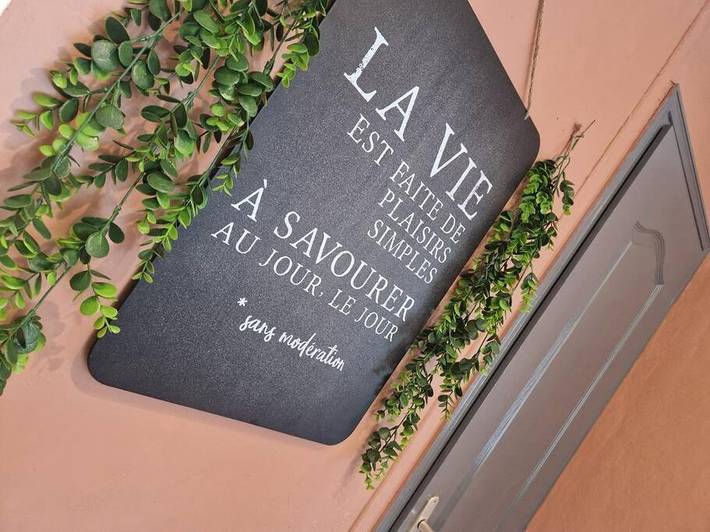 LA VIE
EST FAITE DE
PLAISIRS
SIMPLES
À SAVOURER
AU JOUR, LE JOUR
* sans modération